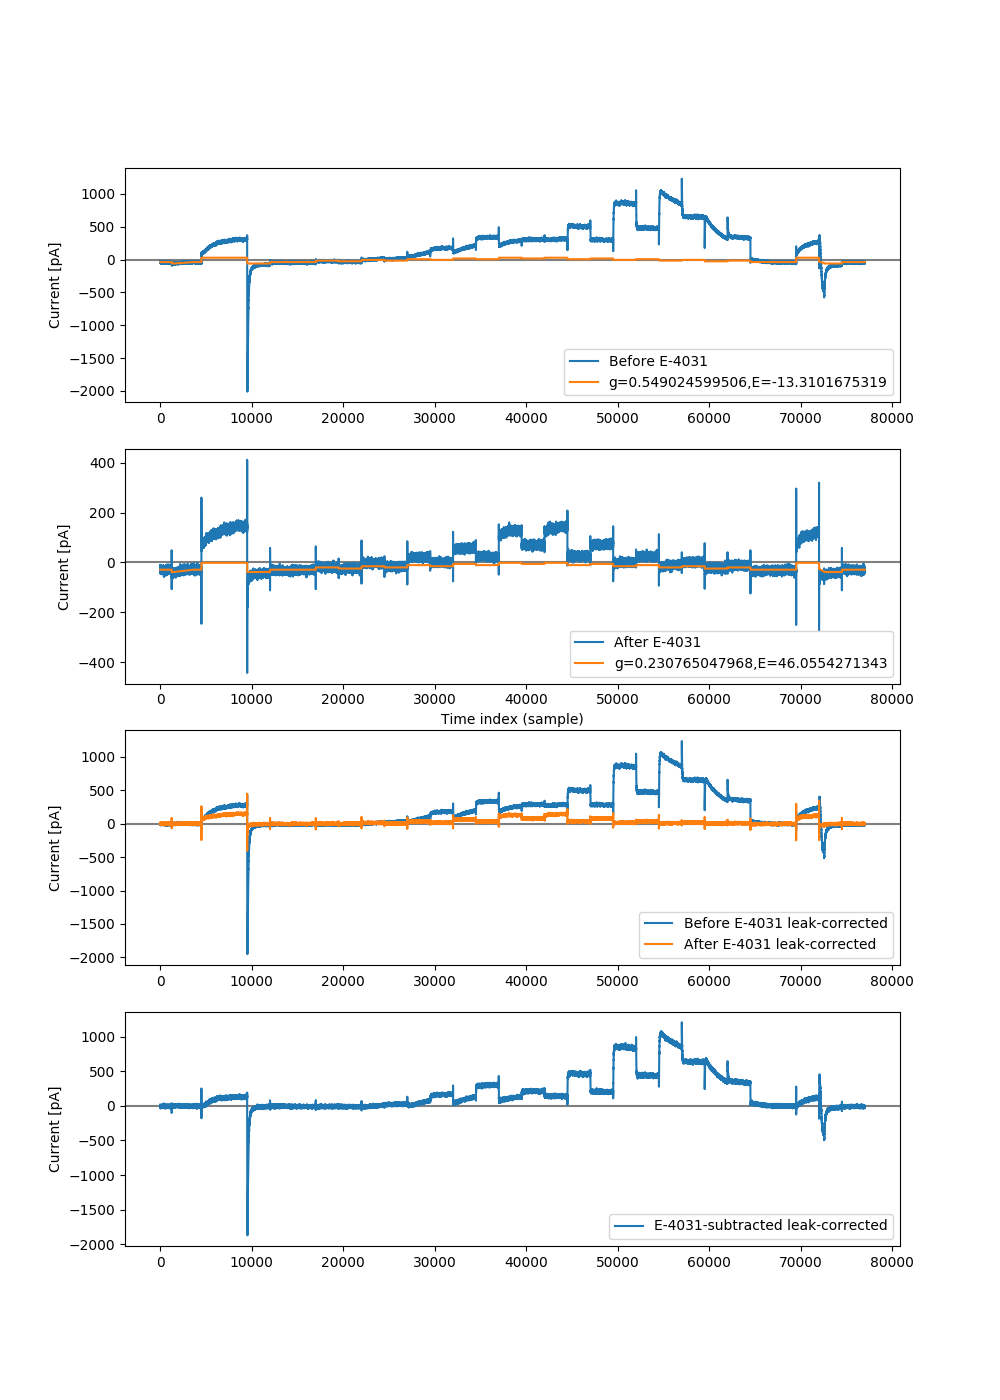 1000
500
0
−500
−1000
−1500
−2000
Current [pA]
Before E-4031
g=0.549024599506,E=-13.3101675319
0 10000 20000 30000 40000 50000 60000 70000 80000
400
200
0
−200
−400
Current [pA]
After E-4031
g=0.230765047968,E=46.0554271343
0 10000 20000 30000 40000 50000 60000 70000 80000
Time index (sample)
1000
500
0
−500
−1000
−1500
−2000
Current [pA]
Before E-4031 leak-corrected
After E-4031 leak-corrected
0 10000 20000 30000 40000 50000 60000 70000 80000
1000
500
0
−500
−1000
−1500
−2000
Current [pA]
E-4031-subtracted leak-corrected
0 10000 20000 30000 40000 50000 60000 70000 80000